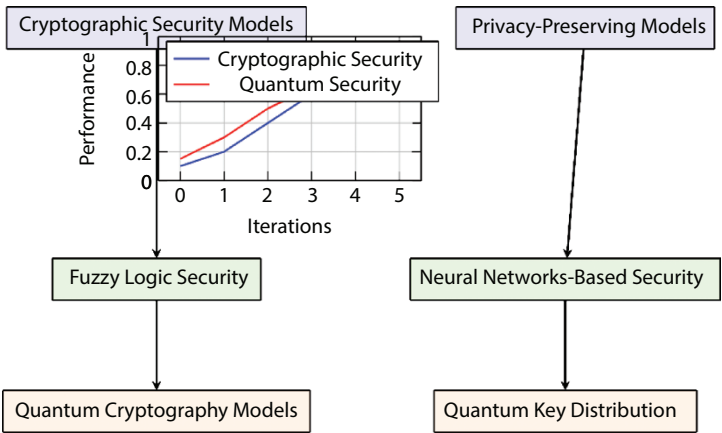 Cryptographic Security Models
Privacy-Preserving Models
Cryptographic Security
Quantum Security
Performance
1
0.8
0.6
0.4
0.2
0
0 1 2 3 4 5
Iterations
Fuzzy Logic Security
Neural Networks-Based Security
Quantum Cryptography Models
Quantum Key Distribution